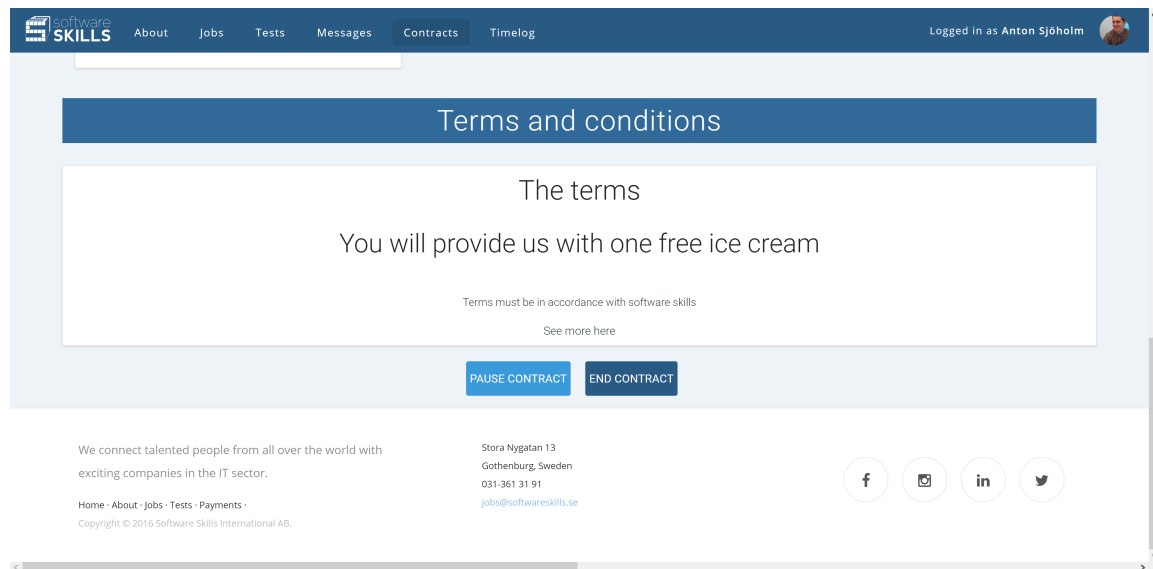 software
SKILLS
About Jobs Tests Messages Contracts Timelog
Logged in as Anton Sjöholm
Terms and conditions
The terms
You will provide us with one free ice cream
Terms must be in accordance with software skills
See more here
PAUSE CONTRACT END CONTRACT
We connect talented people from all over the world with
exciting companies in the IT sector.
Home · About · Jobs · Tests · Payments ·
Copyright © 2016 Software Skills International AB.
Stora Nygatan 13
Gothenburg, Sweden
031-361 31 91
jobs@softwareskills.se